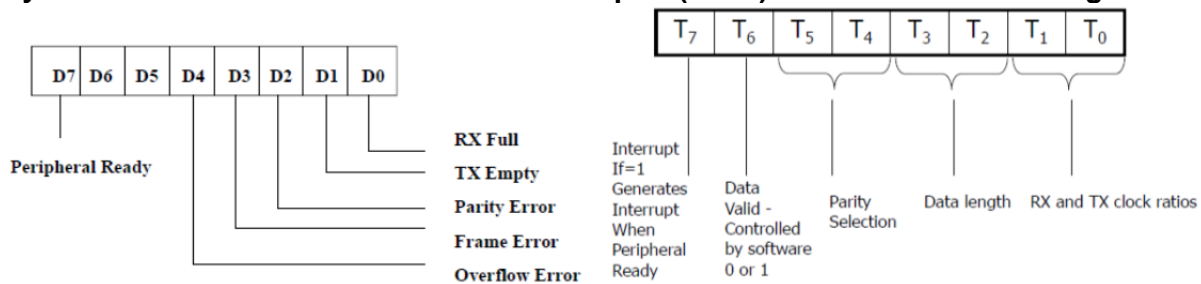 D7 D6 D5 D4 D3 D2 D1 D0
RX Full
TX Empty
Parity Error
Frame Error
Overflow Error
Peripheral Ready
T7 T6 T5 T4 T3 T2 T1 T0
Interrupt
If=1
Generates
Interrupt
When
Peripheral
Ready
Data
Valid -
Controlled
by software
0 or 1
Parity
Selection
Data length
RX and TX clock ratios